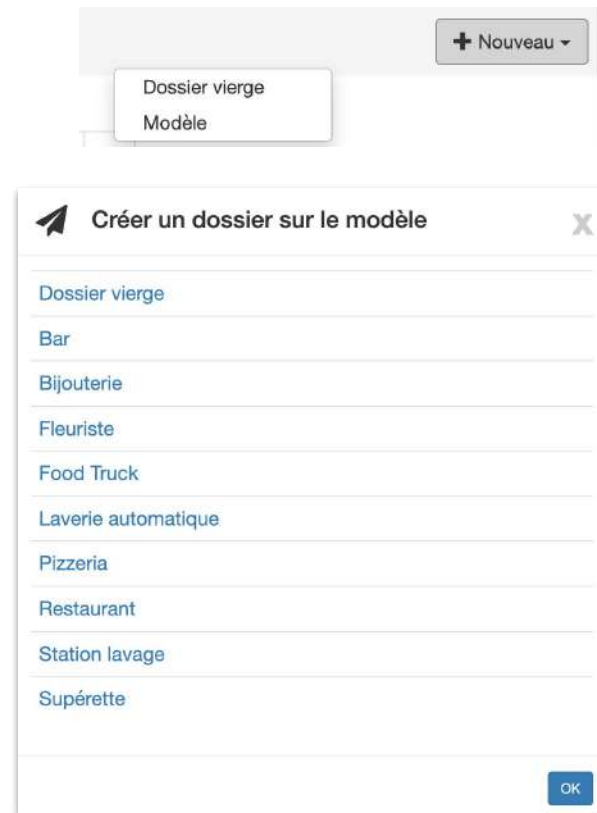 + Nouveau
Dossier vierge
Modèle
Créer un dossier sur le modèle
X
Dossier vierge
Bar
Bijouterie
Fleuriste
Food Truck
Laverie automatique
Pizzeria
Restaurant
Station lavage
Supérette
OK